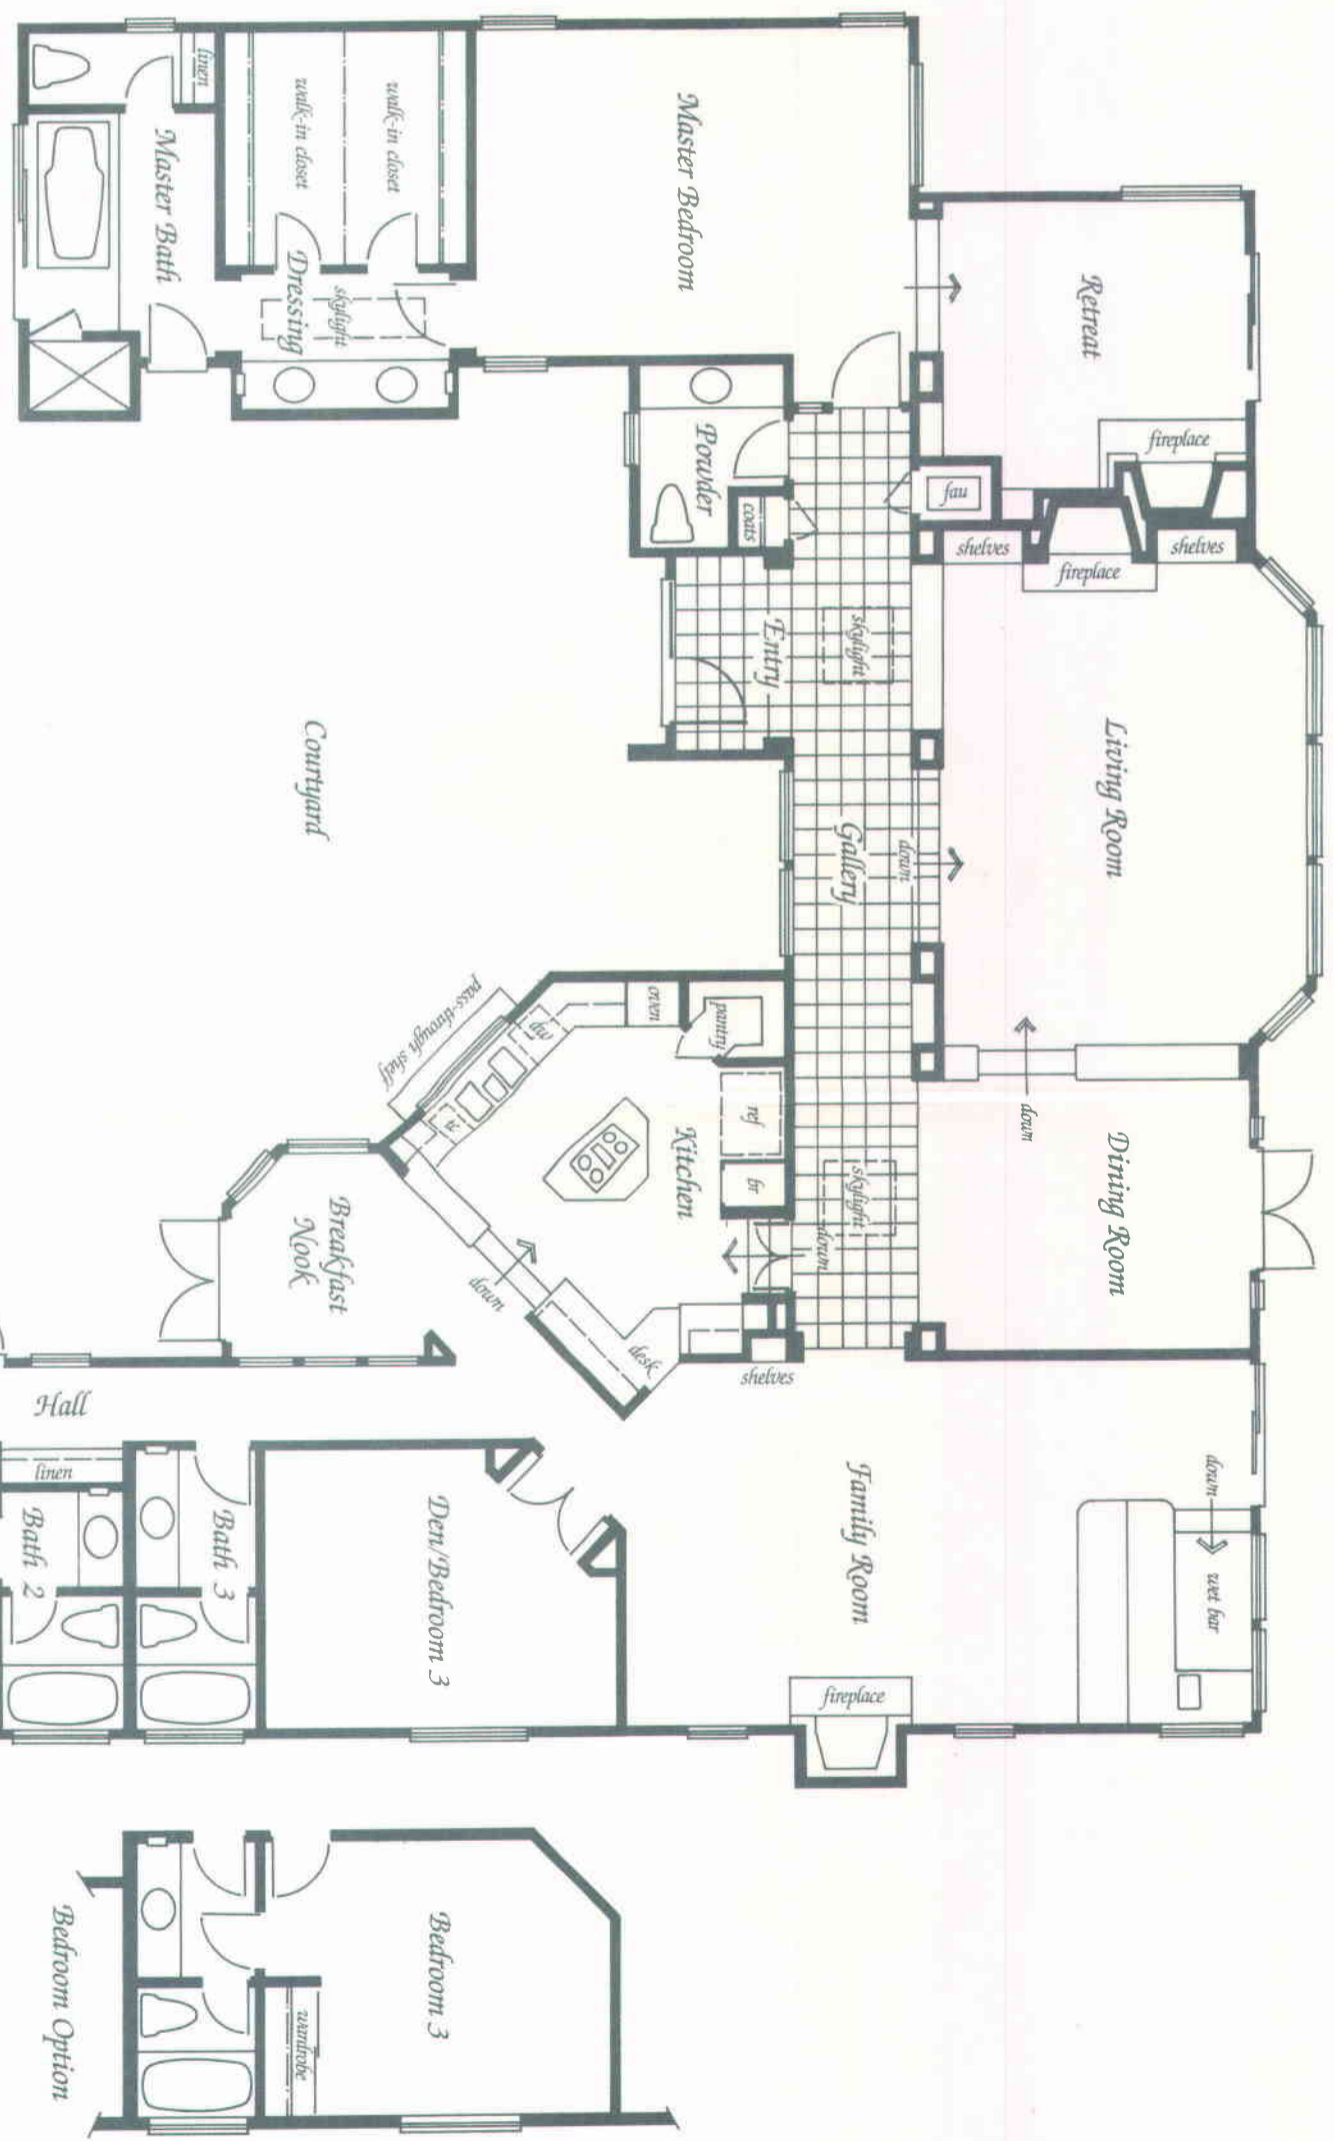 linen
Master Bath
walk-in closet
walk-in closet
Dressing
skylight
Master Bedroom
Retreat
fireplace
Powder
coats
fau
shelves
fireplace
shelves
Entry
skylight
Living Room
Courtyard
Gallery
down
down
pass-through shelf
dw
oven
pantry
tc
ref
br
Kitchen
skylight
down
Dining Room
Breakfast
Nook
down
desk
shelves
Hall
linen
Bath 2
Bath 3
Den/Bedroom 3
Family Room
fireplace
down
wet bar
Bedroom 3
wardrobe
Bedroom Option